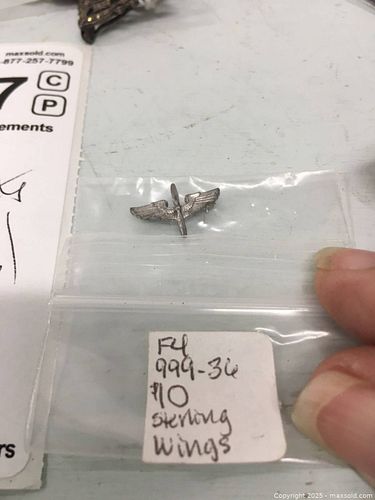 maxsold.com
-877-257-7799
7
C
P
ements
F4
999-36
$10
sterling
wings
rs
Copyright © 2025 - maxsold.com